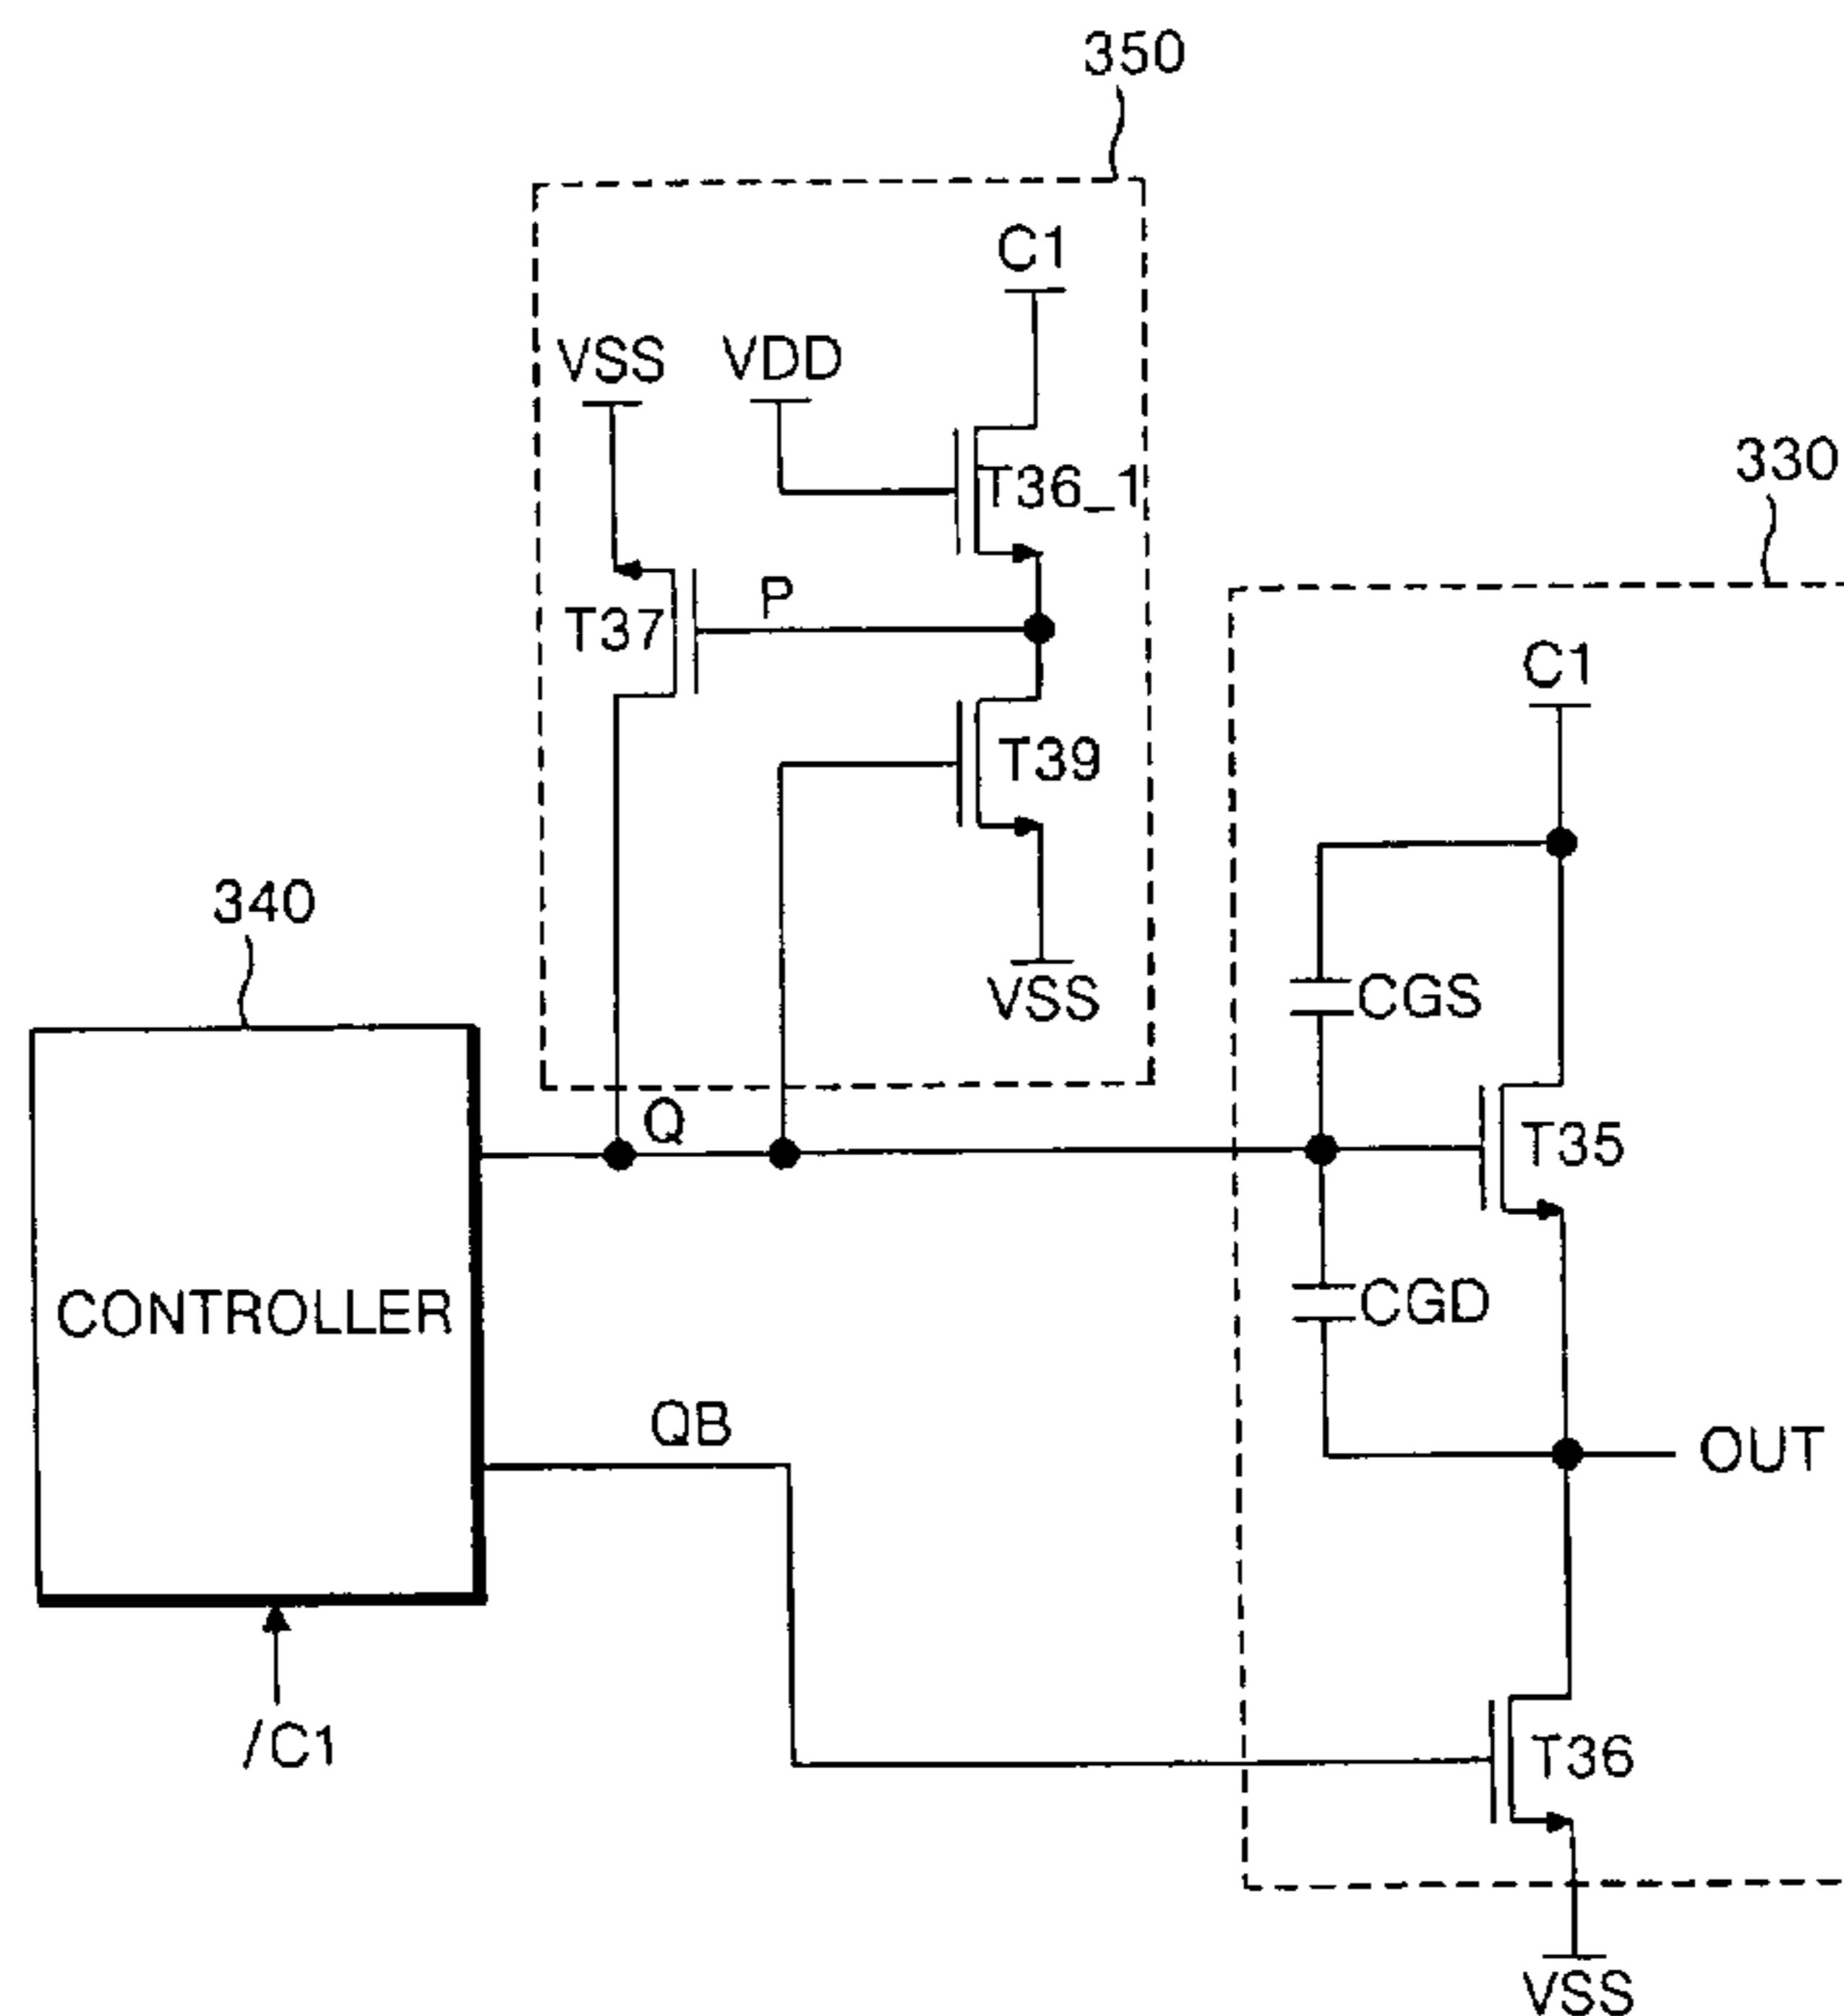 350
C1
VSS
VDD
T36_1
330
P
T37
C1
T39
340
CGS
VSS
Q
T35
CONTROLLER
CGD
QB
OUT
/C1
T36
VSS